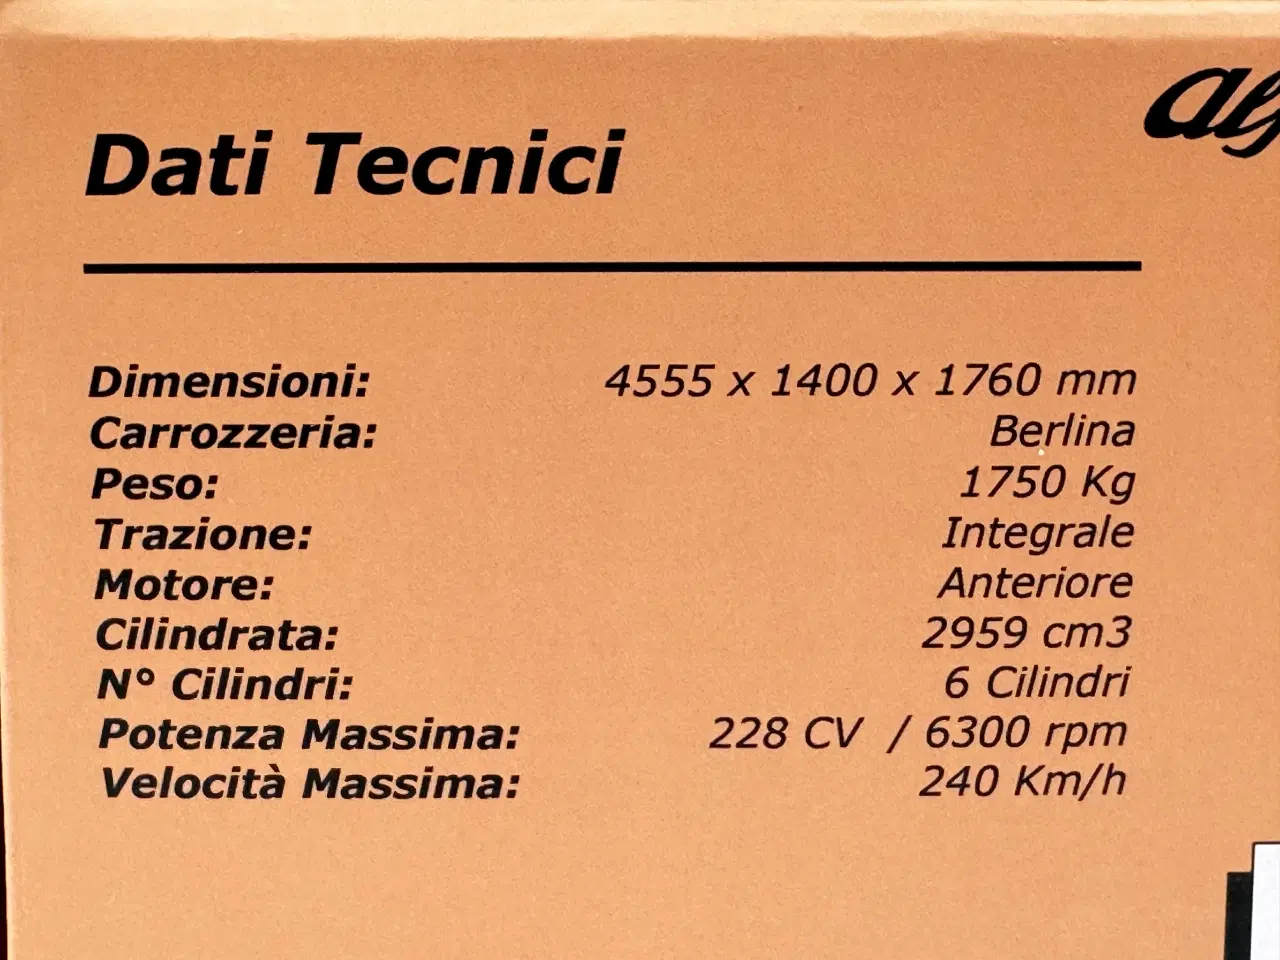 Dati Tecnici
Dimensioni: 4555 x 1400 x 1760 mm
Carrozzeria: Berlina
Peso: 1750 Kg
Trazione: Integrale
Motore: Anteriore
Cilindrata: 2959 cm3
N° Cilindri: 6 Cilindri
Potenza Massima: 228 CV / 6300 rpm
Velocità Massima: 240 Km/h